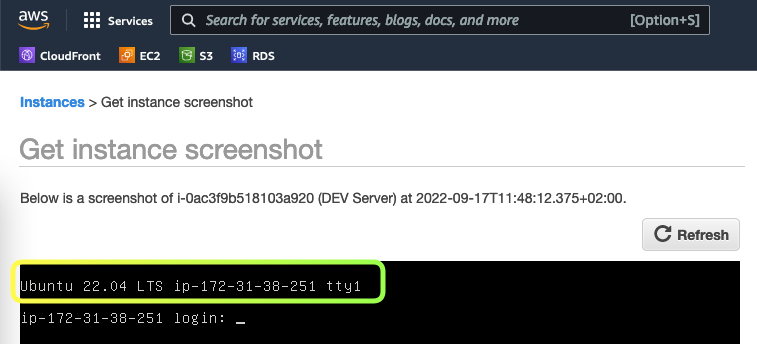 aws
Services
Search for services, features, blogs, docs, and more
[Option+S]
CloudFront
EC2
S3
RDS
Instances > Get instance screenshot
Get instance screenshot
Below is a screenshot of i-0ac3f9b518103a920 (DEV Server) at 2022-09-17T11:48:12.375+02:00.
Refresh
Ubuntu 22.04 LTS ip-172-31-38-251 tty1
ip-172-31-38-251 login: _